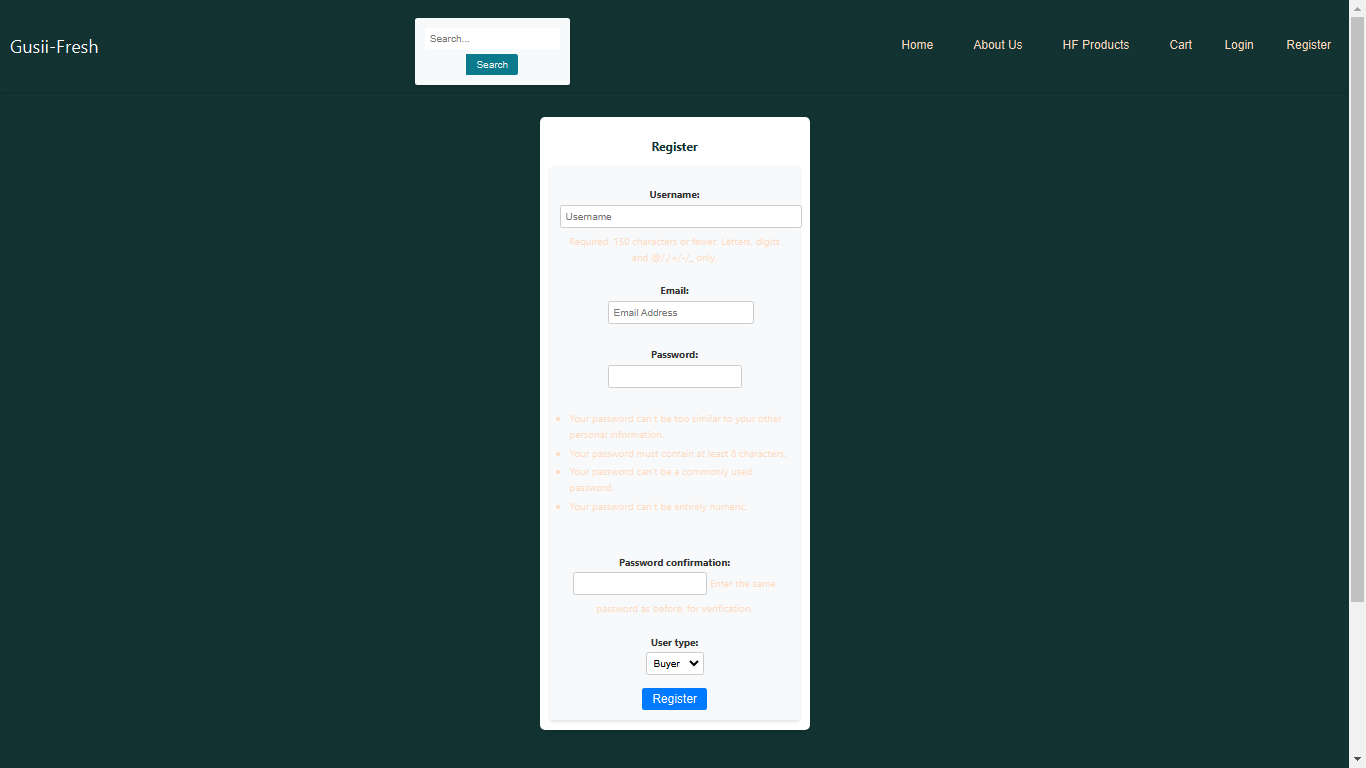 Gusii-Fresh
Search...
Search
Home
About Us
HF Products
Cart
Login
Register
Register
Username:
Username
Required. 150 characters or fewer. Letters, digits
and @/./+/-/_ only.
Email:
Email Address
Password:
Your password can't be too similar to your other
personal information.
Your password must contain at least 8 characters.
Your password can't be a commonly used
password.
Your password can't be entirely numeric.
Password confirmation:
Enter the same
password as before, for verification.
User type:
Buyer
Register